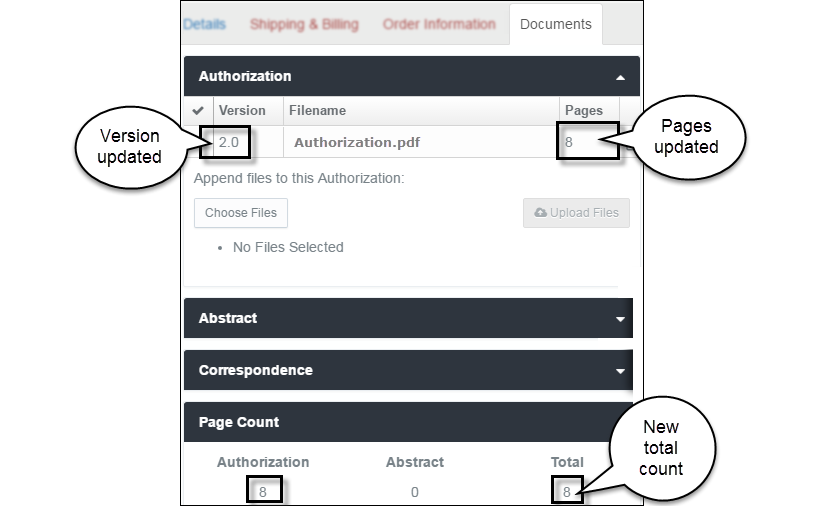 Details Shipping & Billing Order Information Documents
Authorization
Version Filename Pages
2.0 Authorization.pdf 8
Version
updated
Pages
updated
Append files to this Authorization:
Choose Files Upload Files
No Files Selected
Abstract
Correspondence
Page Count
New
total
count
Authorization Abstract Total
8 0 8